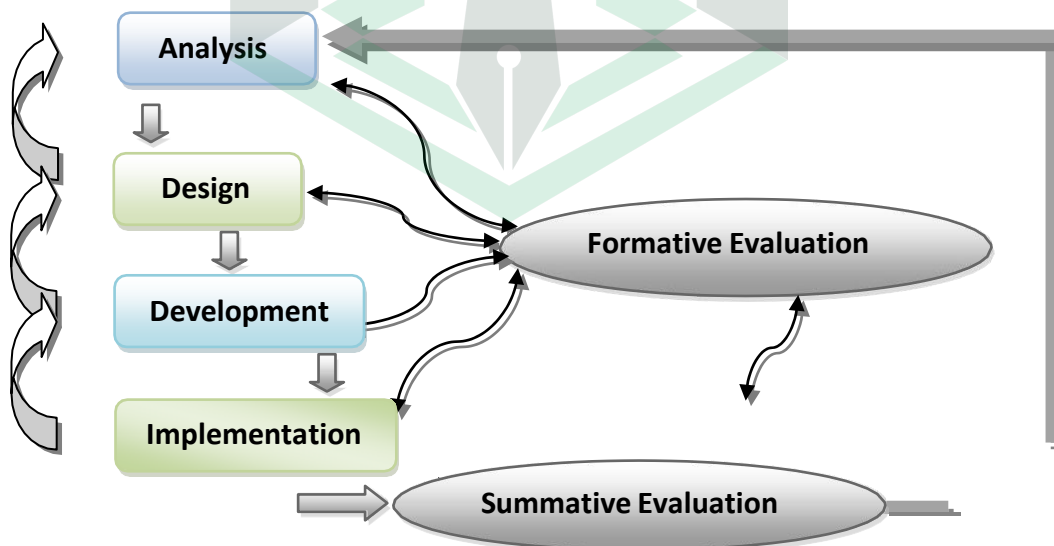 Analysis
Design
Formative Evaluation
Development
Implementation
Summative Evaluation